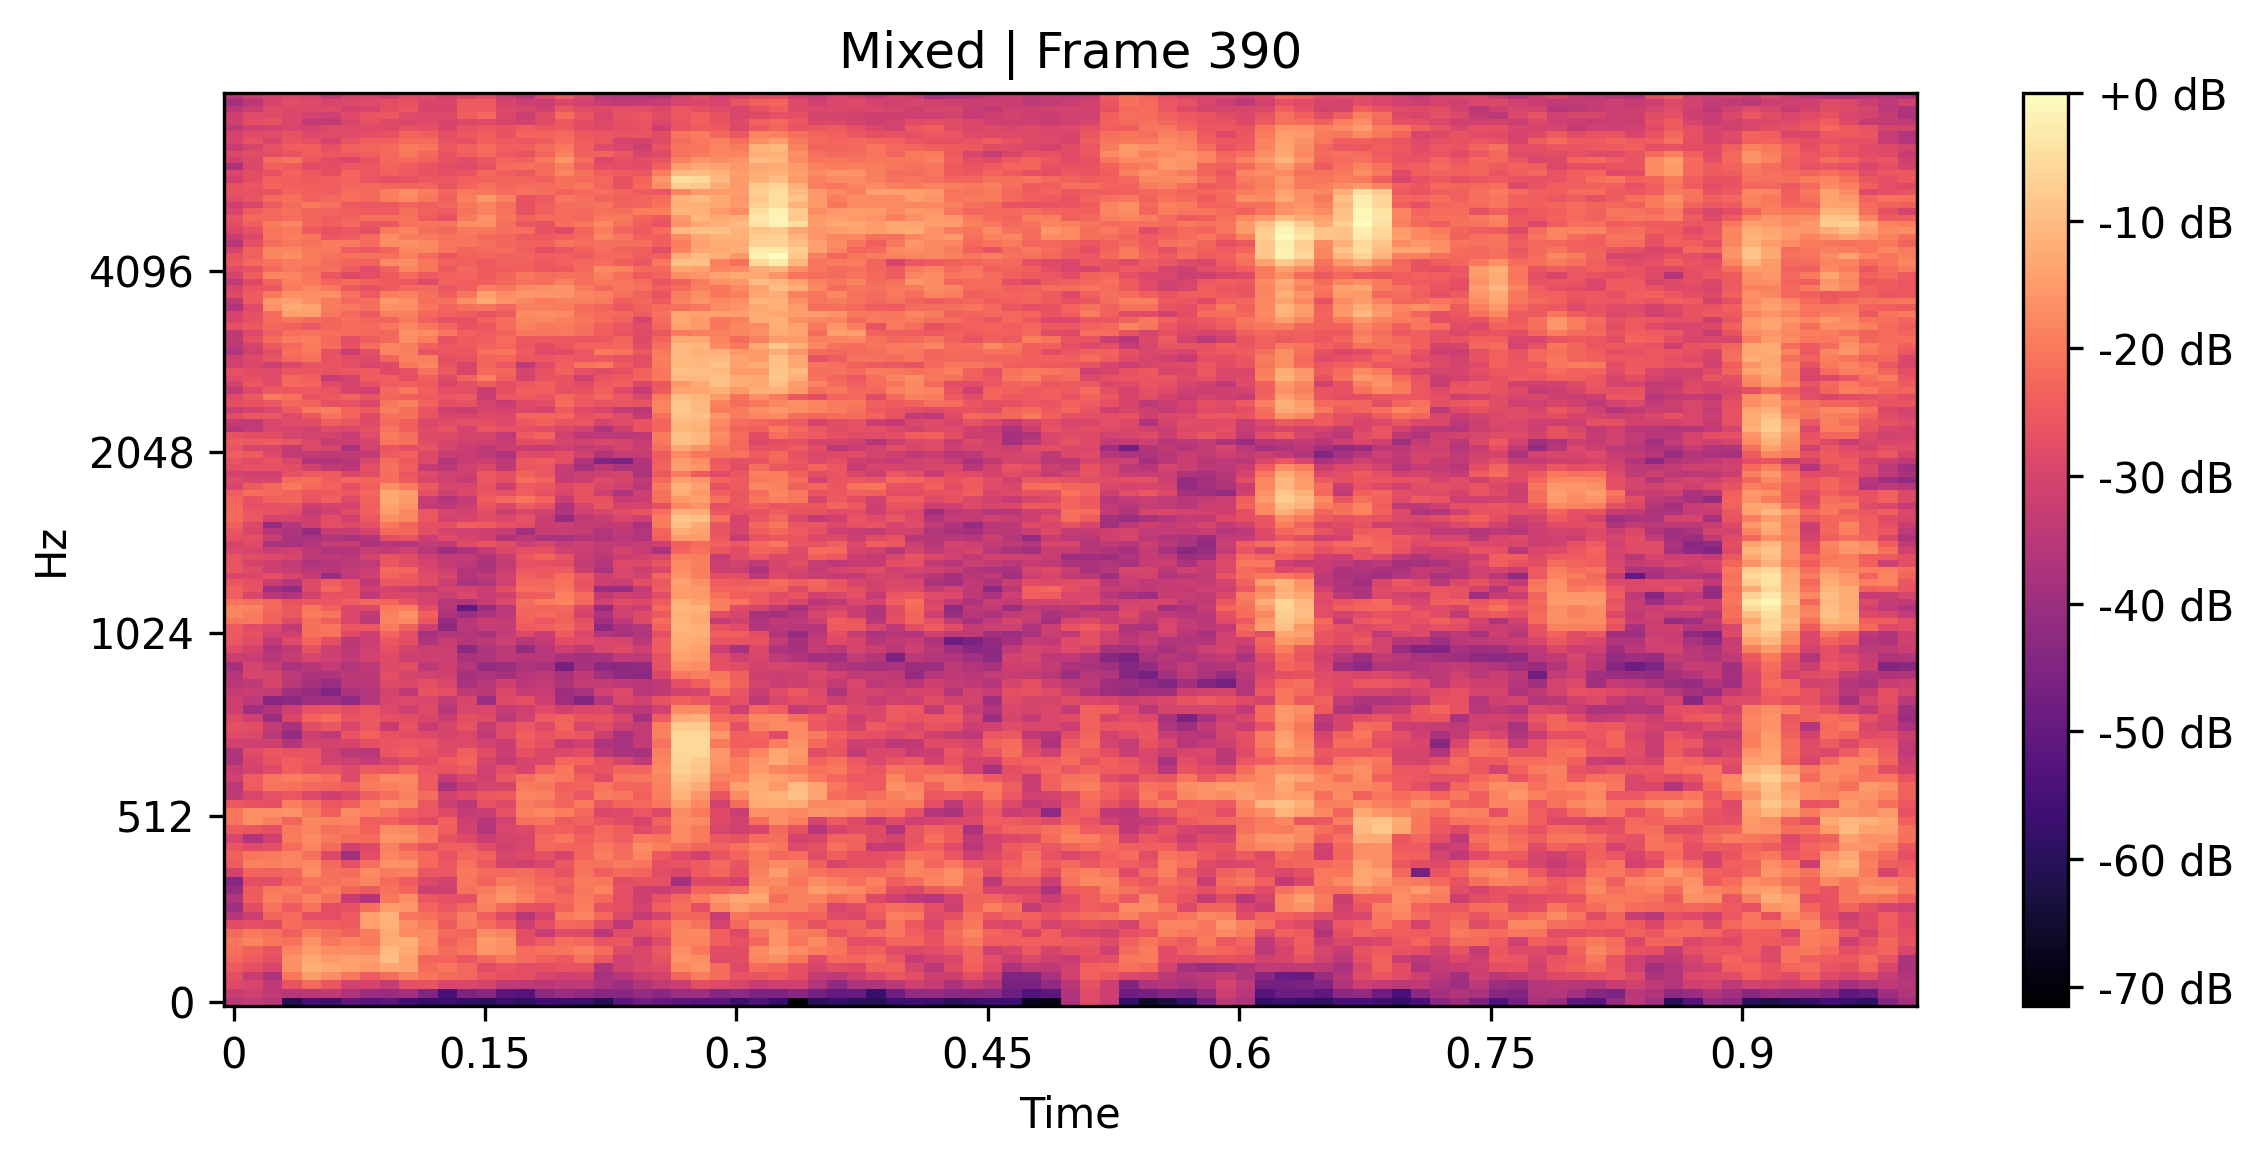 Mixed | Frame 390
Hz
4096
2048
1024
512
0
0 0.15 0.3 0.45 0.6 0.75 0.9
Time
+0 dB
-10 dB
-20 dB
-30 dB
-40 dB
-50 dB
-60 dB
-70 dB